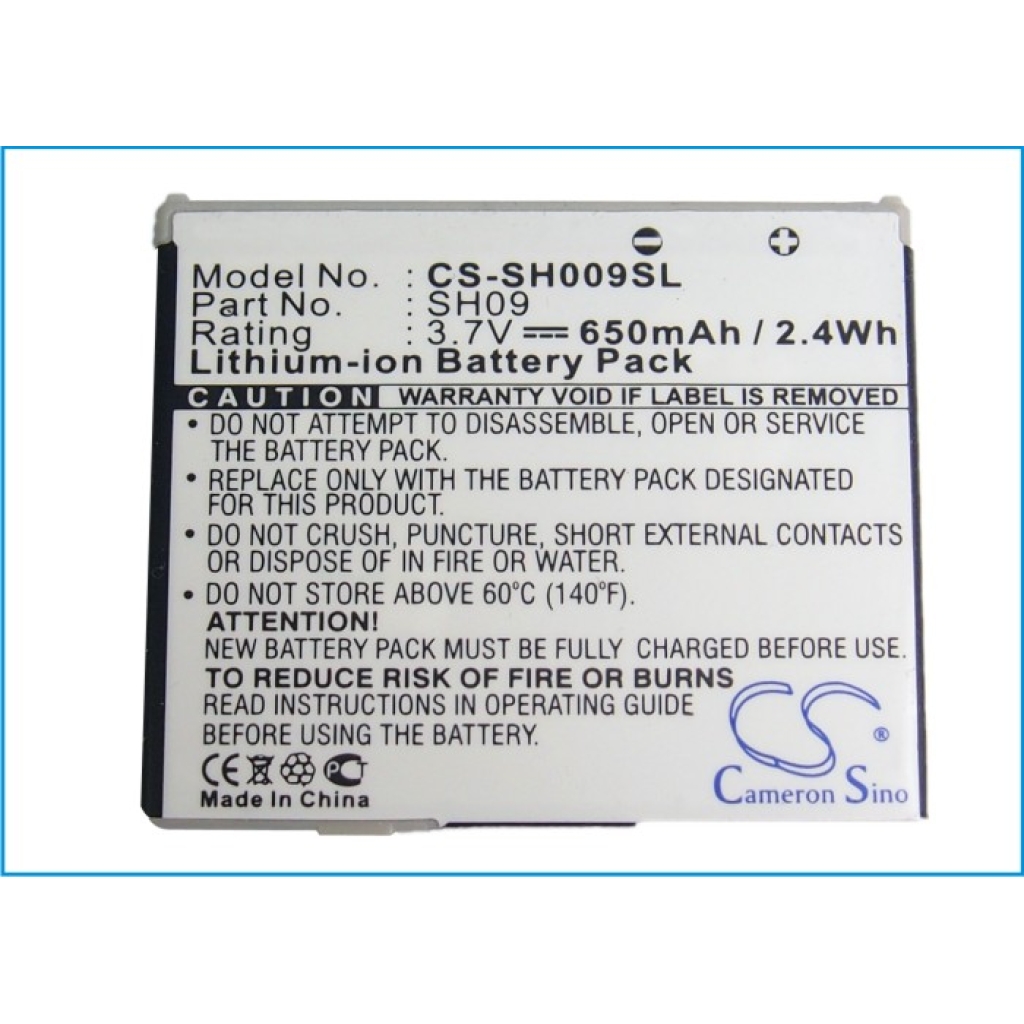 Model No. : CS-SH009SL
Part No. : SH09
Rating : 3.7V 650mAh / 2.4Wh
Lithium-ion Battery Pack
CAUTION WARRANTY VOID IF LABEL IS REMOVED
• DO NOT ATTEMPT TO DISASSEMBLE, OPEN OR SERVICE
THE BATTERY PACK.
• REPLACE ONLY WITH THE BATTERY PACK DESIGNATED
FOR THIS PRODUCT.
• DO NOT CRUSH, PUNCTURE, SHORT EXTERNAL CONTACTS
OR DISPOSE OF IN FIRE OR WATER.
• DO NOT STORE ABOVE 60°C (140°F).
ATTENTION!
NEW BATTERY PACK MUST BE FULLY CHARGED BEFORE USE.
TO REDUCE RISK OF FIRE OR BURNS
READ INSTRUCTIONS IN OPERATING GUIDE
BEFORE USING THE BATTERY.
CE PCT
Made In China
CS ®
Cameron Sino